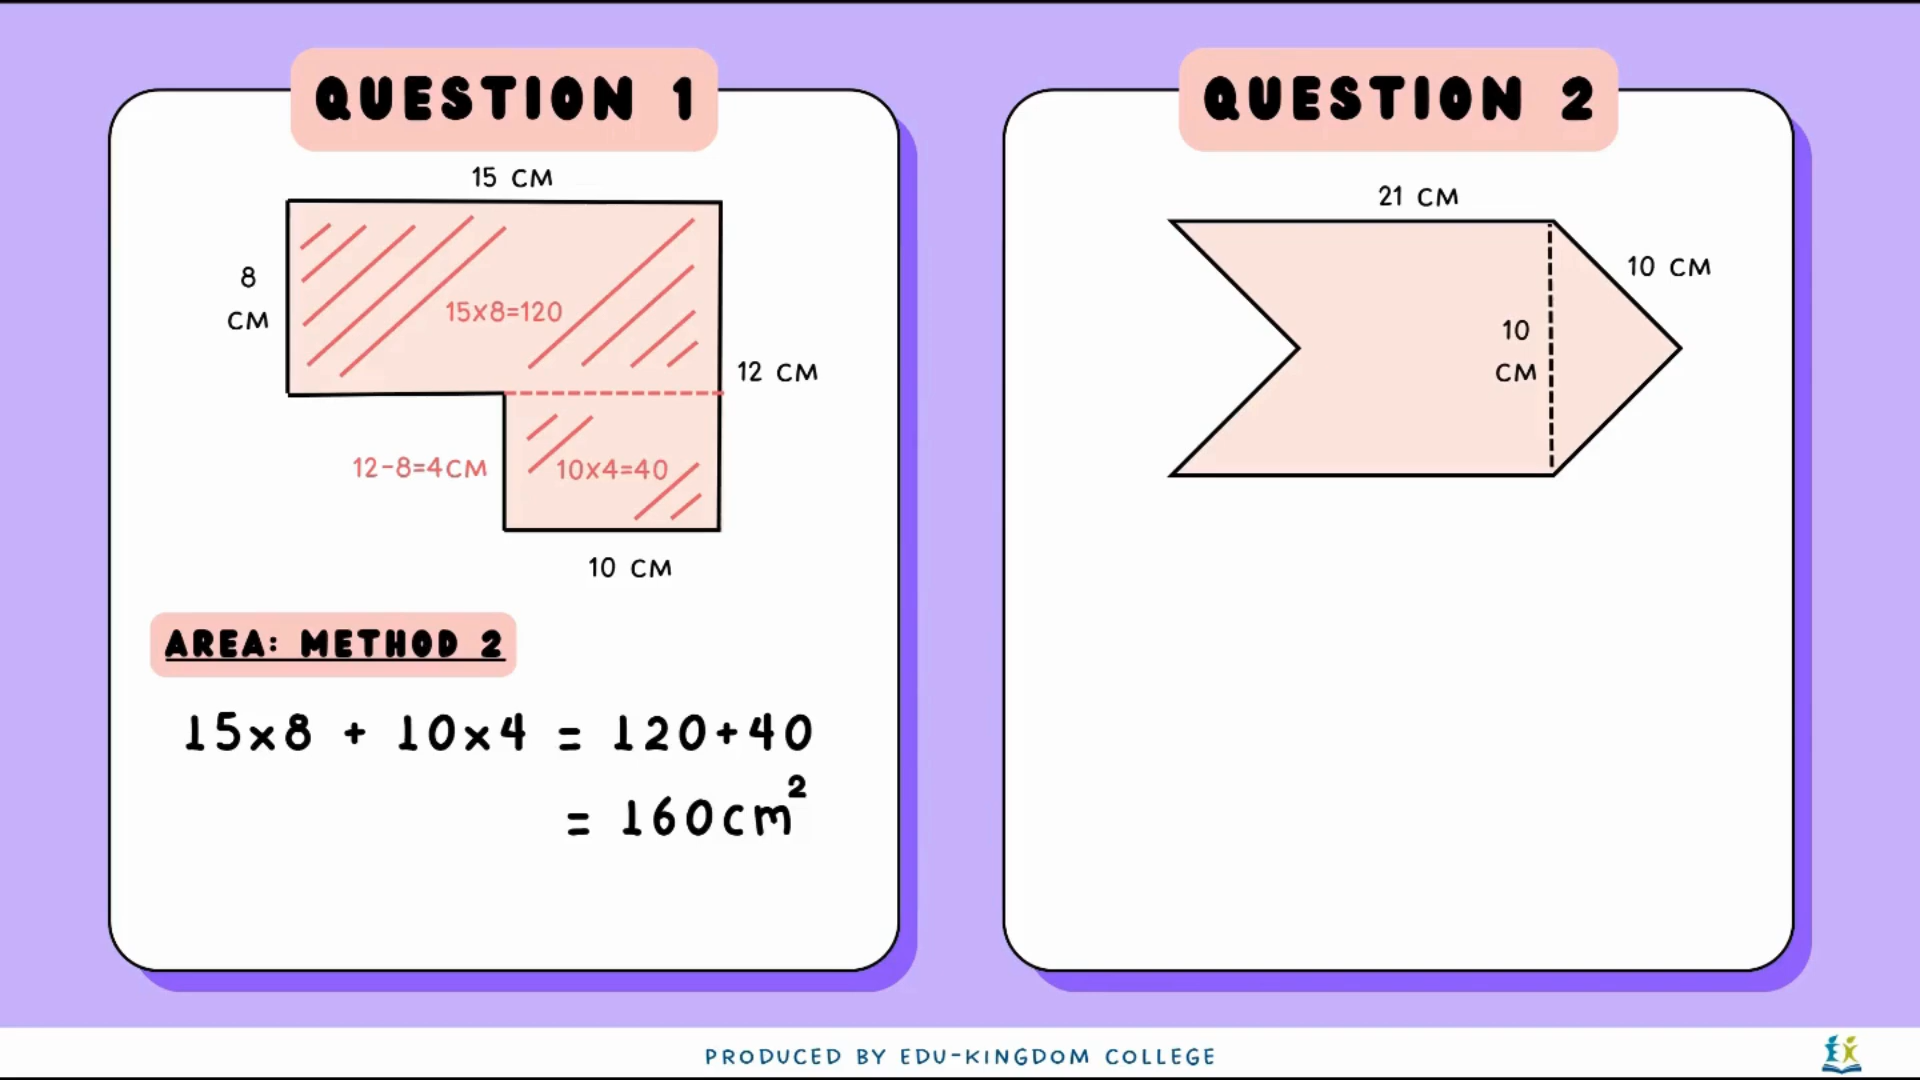 QUESTION 1
15 CM
8
CM
15x8=120
12 CM
12-8=4CM
10x4=40
10 CM
AREA: METHOD 2
15x8 + 10x4 = 120+40
= 160cm²
QUESTION 2
21 CM
10 CM
10
CM
PRODUCED BY EDU-KINGDOM COLLEGE